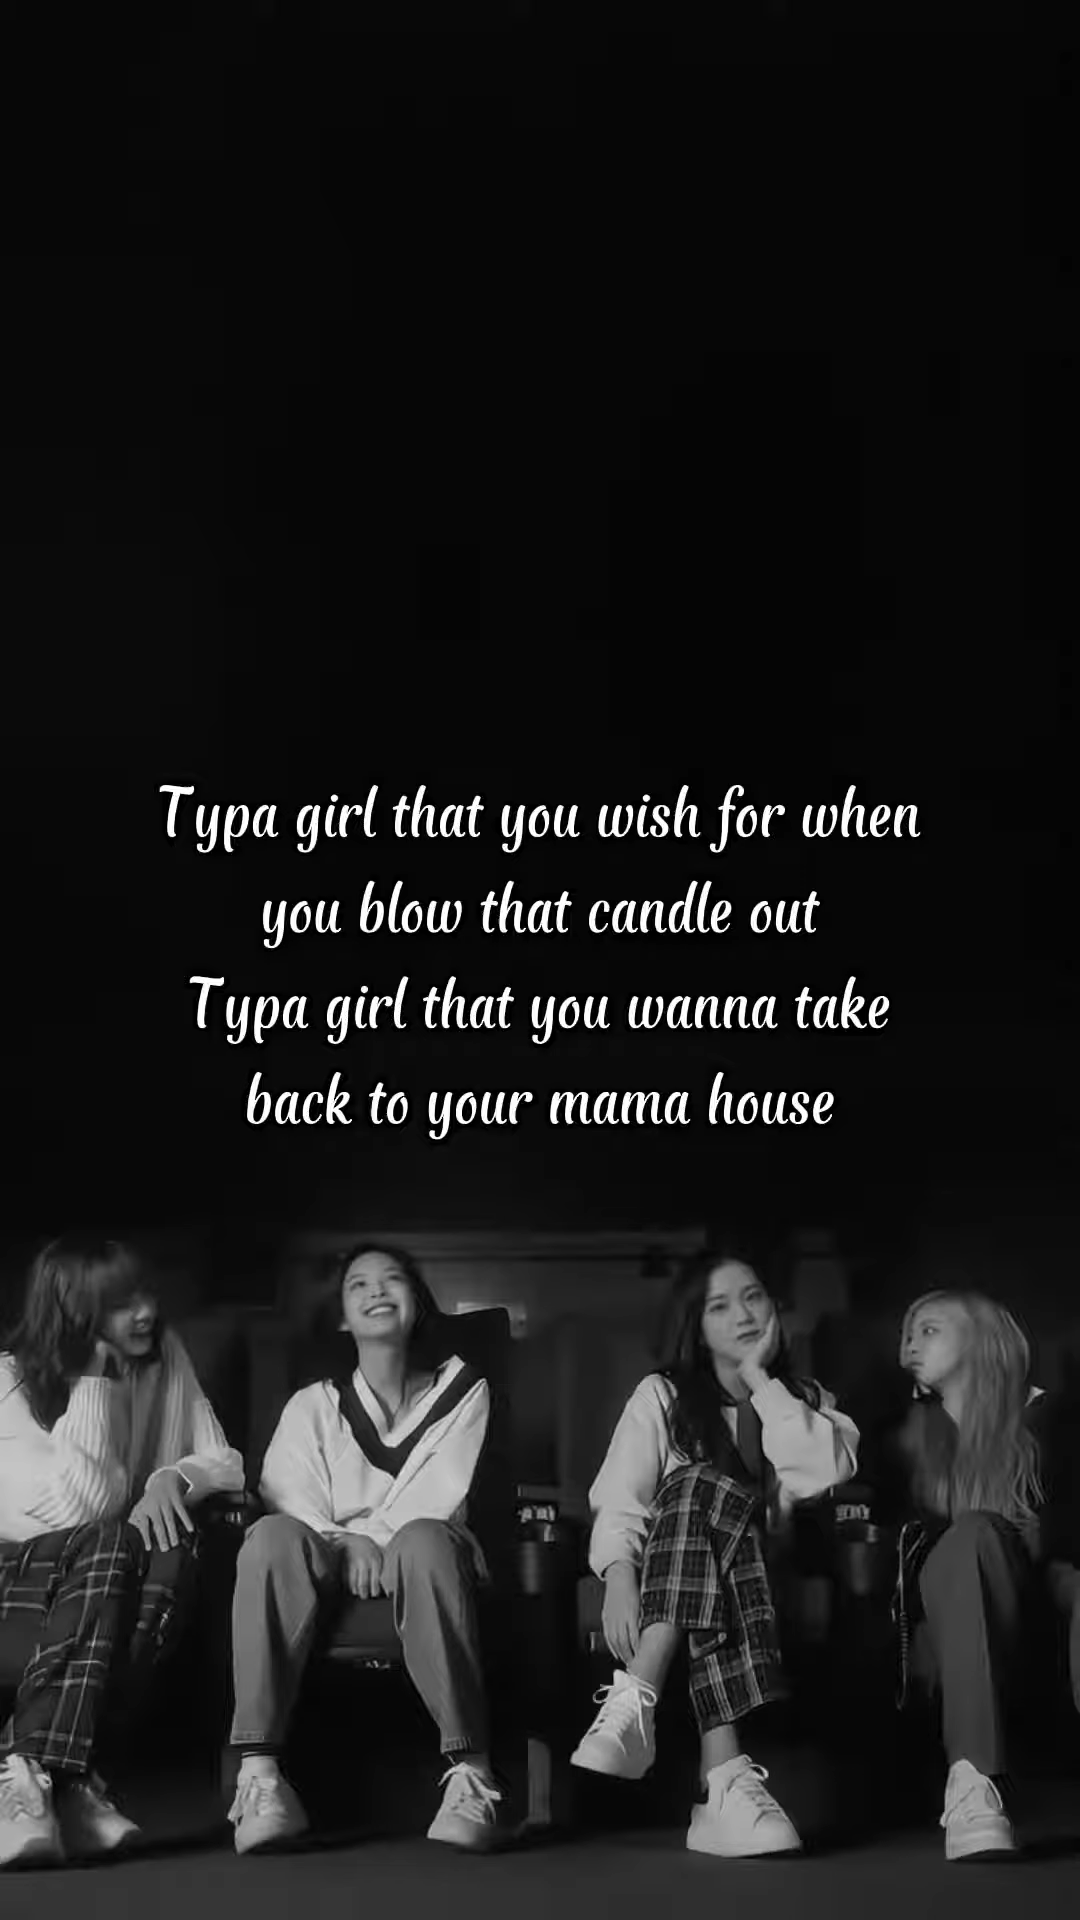 Typa girl that you wish for when
you blow that candle out
Typa girl that you wanna take
back to your mama house